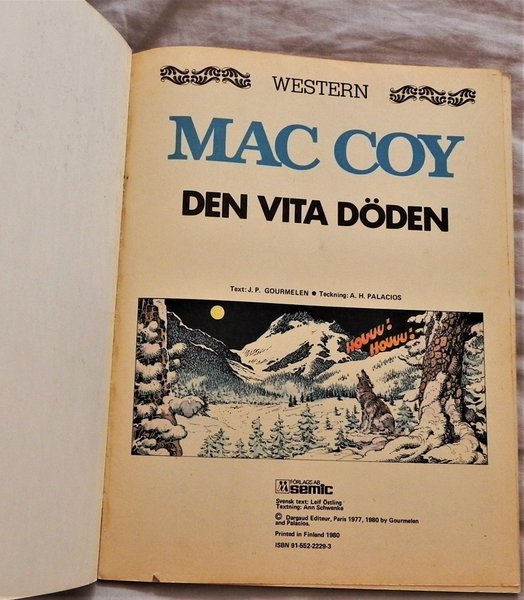 WESTERN
MAC COY
DEN VITA DÖDEN
Text: J. P. GOURMELEN ● Teckning: A. H. PALACIOS
HOUUU!
HOUUU!
FÖRLAGS AB
semic
Svensk text: Leif Östling
Textning: Ann Schwenke
© Dargaud Editeur, Paris 1977, 1980 by Gourmelen
and Palacios.
Printed in Finland 1980
ISBN 91-552-2229-3